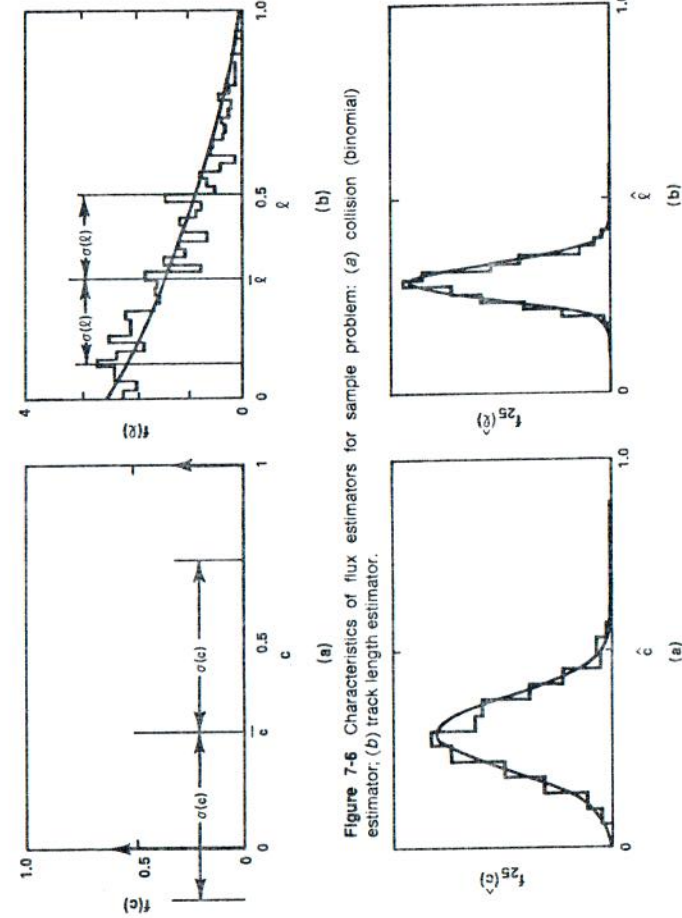 1.0
0.5
0
f(c)
σ(c)
σ(c)
0
c̄
0.5
1
c
(a)
4
2
0
f(ℓ)
σ(ℓ)
σ(ℓ)
0
ℓ̄
0.5
1.0
ℓ
(b)
Figure 7-6 Characteristics of flux estimators for sample problem: (a) collision (binomial)
estimator; (b) track length estimator.
f₂₅(ĉ)
0
ĉ
1.0
(a)
f₂₅(ℓ̂)
0
ℓ̂
1.0
(b)